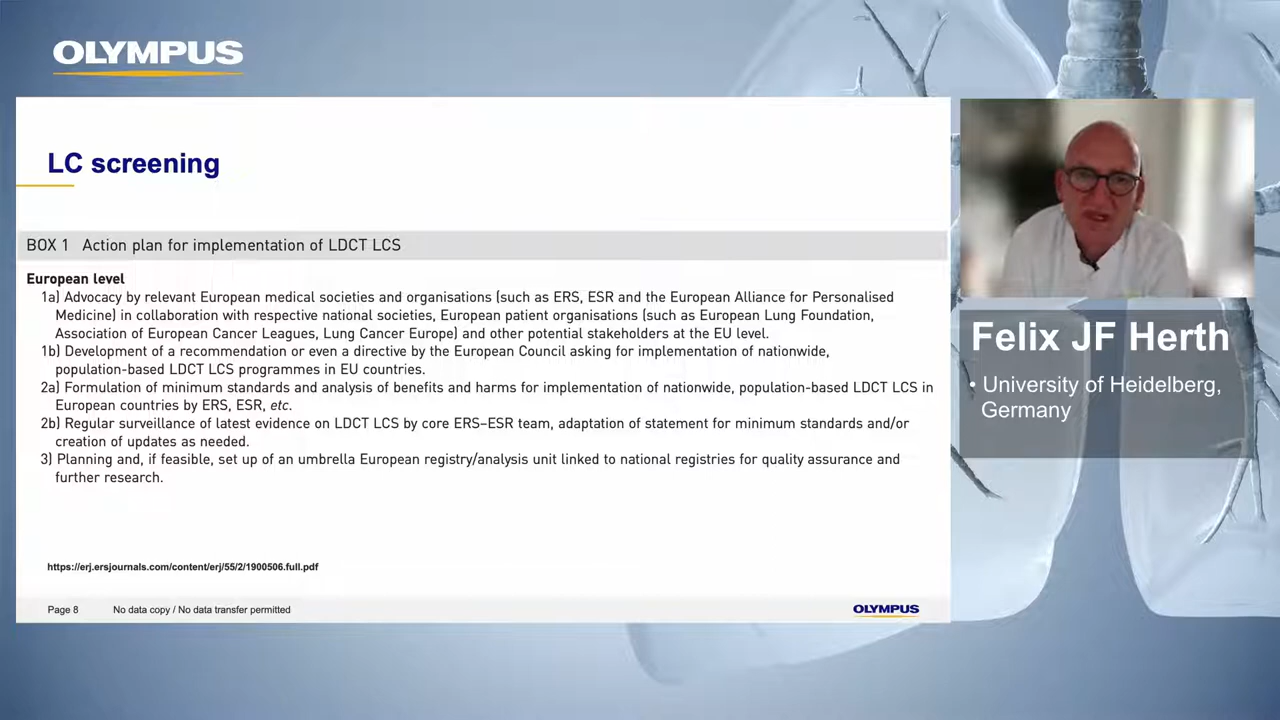 OLYMPUS
LC screening
BOX 1 Action plan for implementation of LDCT LCS
European level
1a) Advocacy by relevant European medical societies and organisations (such as ERS, ESR and the European Alliance for Personalised
Medicine) in collaboration with respective national societies, European patient organisations (such as European Lung Foundation,
Association of European Cancer Leagues, Lung Cancer Europe) and other potential stakeholders at the EU level.
1b) Development of a recommendation or even a directive by the European Council asking for implementation of nationwide,
population-based LDCT LCS programmes in EU countries.
2a) Formulation of minimum standards and analysis of benefits and harms for implementation of nationwide, population-based LDCT LCS in
European countries by ERS, ESR, etc.
2b) Regular surveillance of latest evidence on LDCT LCS by core ERS–ESR team, adaptation of statement for minimum standards and/or
creation of updates as needed.
3) Planning and, if feasible, set up of an umbrella European registry/analysis unit linked to national registries for quality assurance and
further research.
https://erj.ersjournals.com/content/erj/55/2/1900506.full.pdf
Page 8 No data copy / No data transfer permitted
OLYMPUS
Felix JF Herth
• University of Heidelberg,
Germany